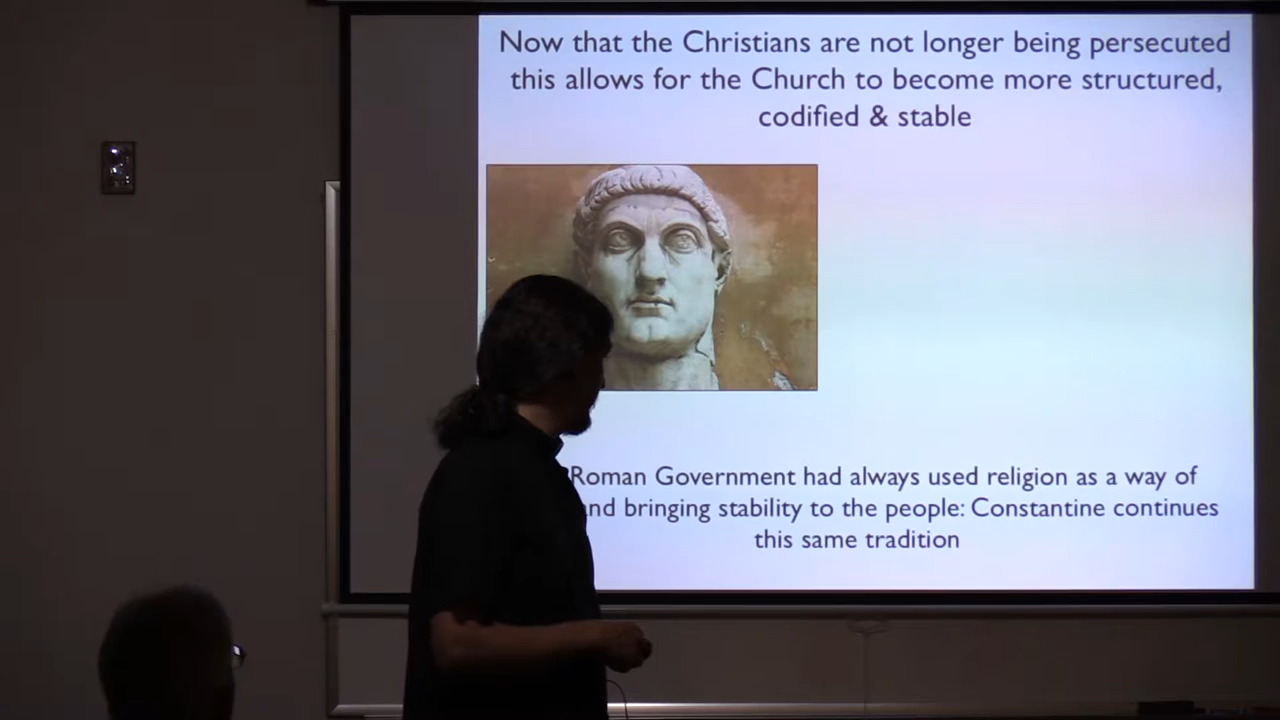 Now that the Christians are not longer being persecuted
this allows for the Church to become more structured,
codified & stable
Roman Government had always used religion as a way of
and bringing stability to the people: Constantine continues
this same tradition